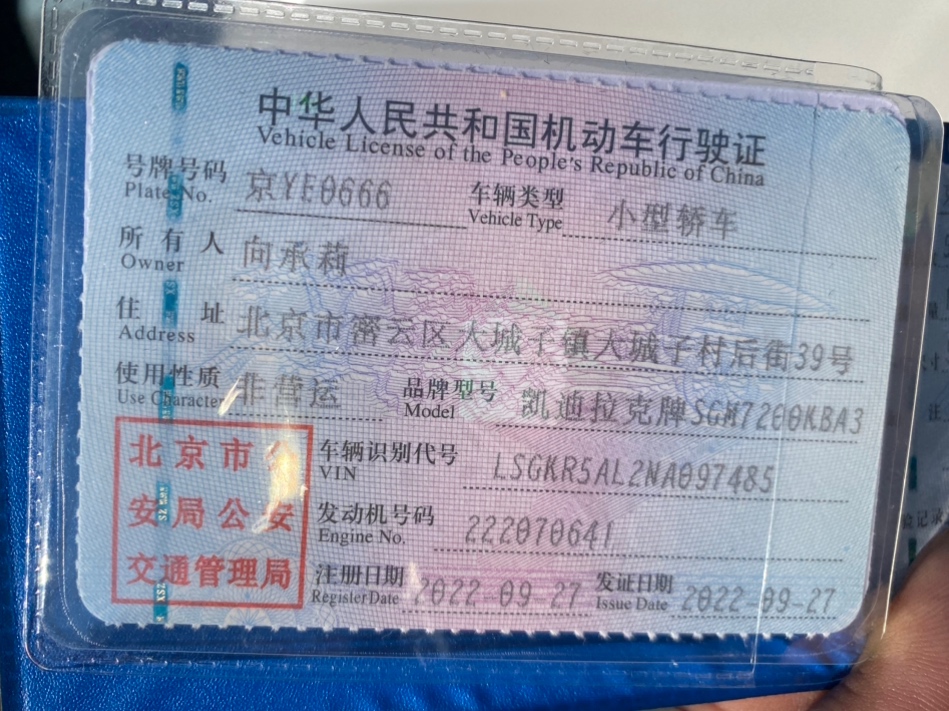 中华人民共和国机动车行驶证
Vehicle License of the People's Republic of China
号牌号码 京YE0666 车辆类型 小型轿车
Plate No. Vehicle Type
所有人 向承莉
Owner
住址 北京市密云区大城子镇大城子村后街39号
Address
使用性质 非营运 品牌型号 凯迪拉克牌SGM7200KBA3
Use Character Model
北京市公
安局公安
交通管理局
车辆识别代号 LSGKR5AL2NA097485
VIN
发动机号码 222070641
Engine No.
注册日期 2022-09-27 发证日期 2022-09-27
Register Date Issue Date